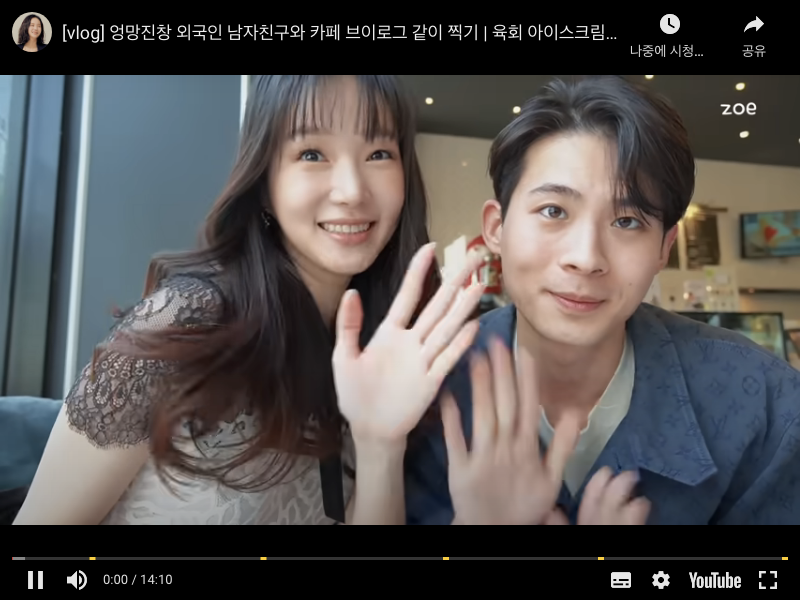 [vlog] 엉망진창 외국인 남자친구와 카페 브이로그 같이 찍기 | 육회 아이스크림...
나중에 시청...
공유
zoe
0:00 / 14:10
YouTube